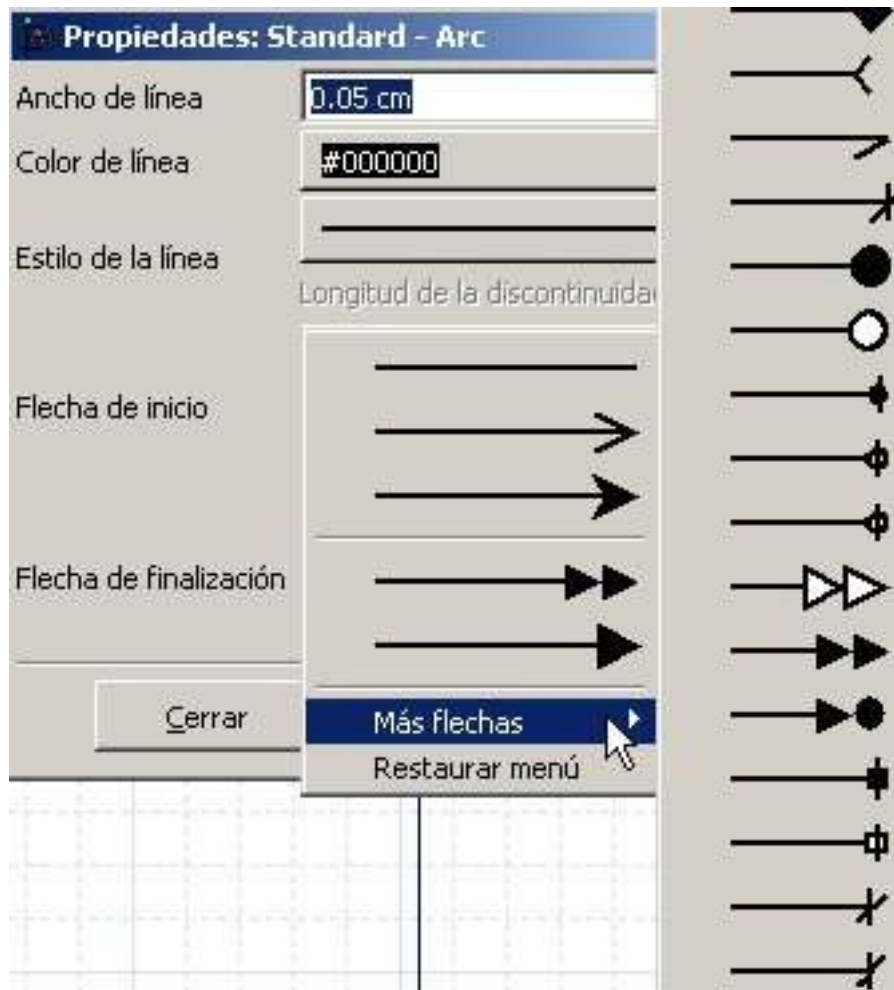 Propiedades: Standard - Arc
Ancho de línea
0.05 cm
Color de línea
#000000
Estilo de la línea
Longitud de la discontinuida
Flecha de inicio
Flecha de finalización
Cerrar
Más flechas
Restaurar menú